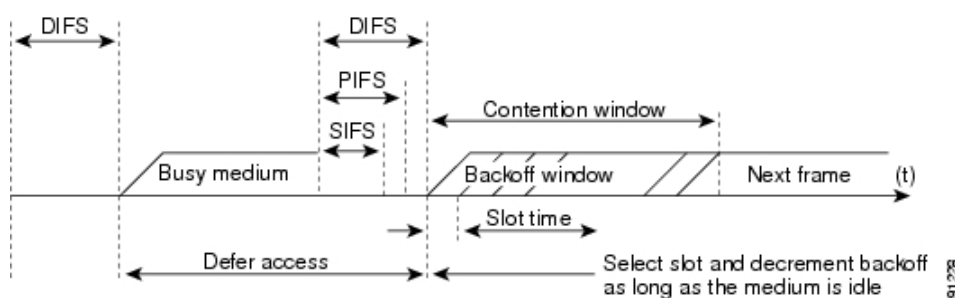 DIFS
DIFS
PIFS
Contention window
SIFS
Busy medium
Backoff window
Next frame
(t)
Slot time
Defer access
Select slot and decrement backoff
as long as the medium is idle
91228